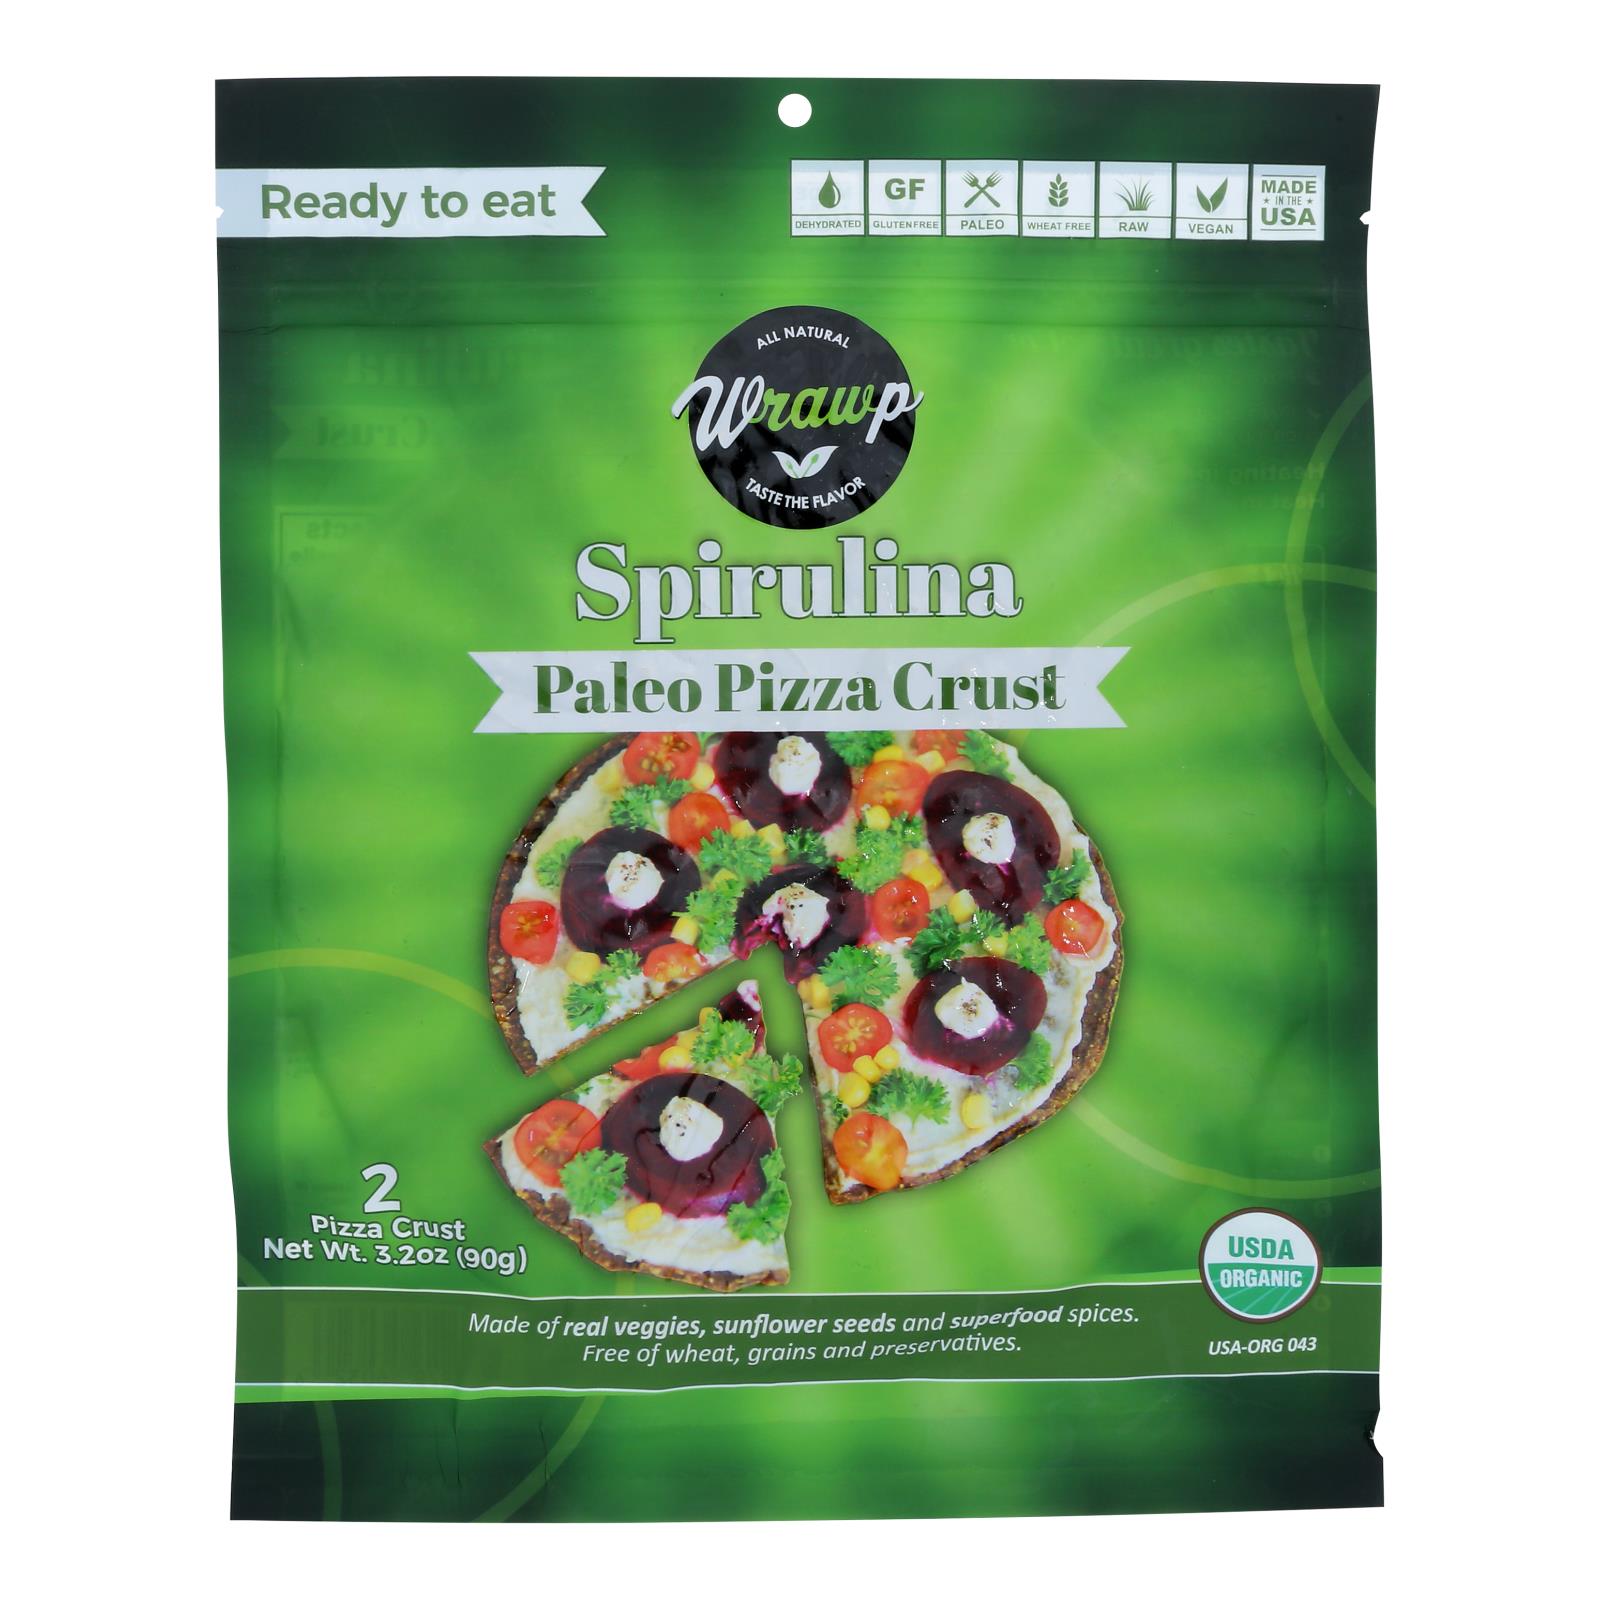 Ready to eat
DEHYDRATED
GF
GLUTEN FREE
PALEO
WHEAT FREE
RAW
VEGAN
MADE
IN THE
USA
ALL NATURAL
Wrawp
TASTE THE FLAVOR
Spirulina
Paleo Pizza Crust
2
Pizza Crust
Net Wt. 3.2oz (90g)
USDA
ORGANIC
USA-ORG 043
Made of real veggies, sunflower seeds and superfood spices.
Free of wheat, grains and preservatives.